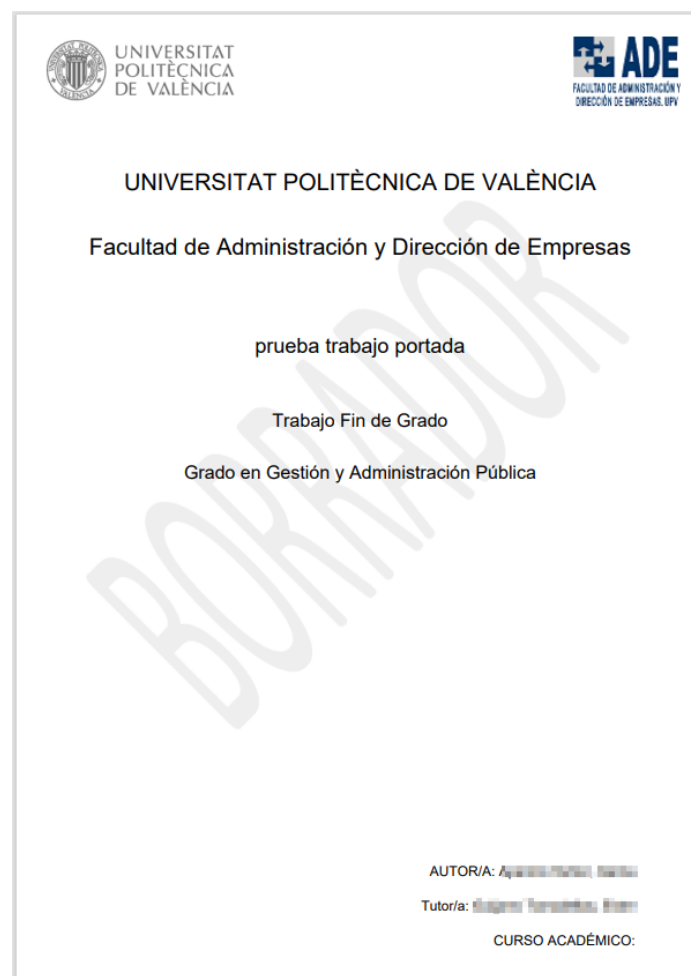 UNIVERSITAT
POLITÈCNICA
DE VALÈNCIA
ADE
FACULTAD DE ADMINISTRACIÓN Y
DIRECCIÓN DE EMPRESAS. UPV
UNIVERSITAT POLITÈCNICA DE VALÈNCIA
Facultad de Administración y Dirección de Empresas
prueba trabajo portada
Trabajo Fin de Grado
Grado en Gestión y Administración Pública
BORRADOR
AUTOR/A:
Tutor/a:
CURSO ACADÉMICO: